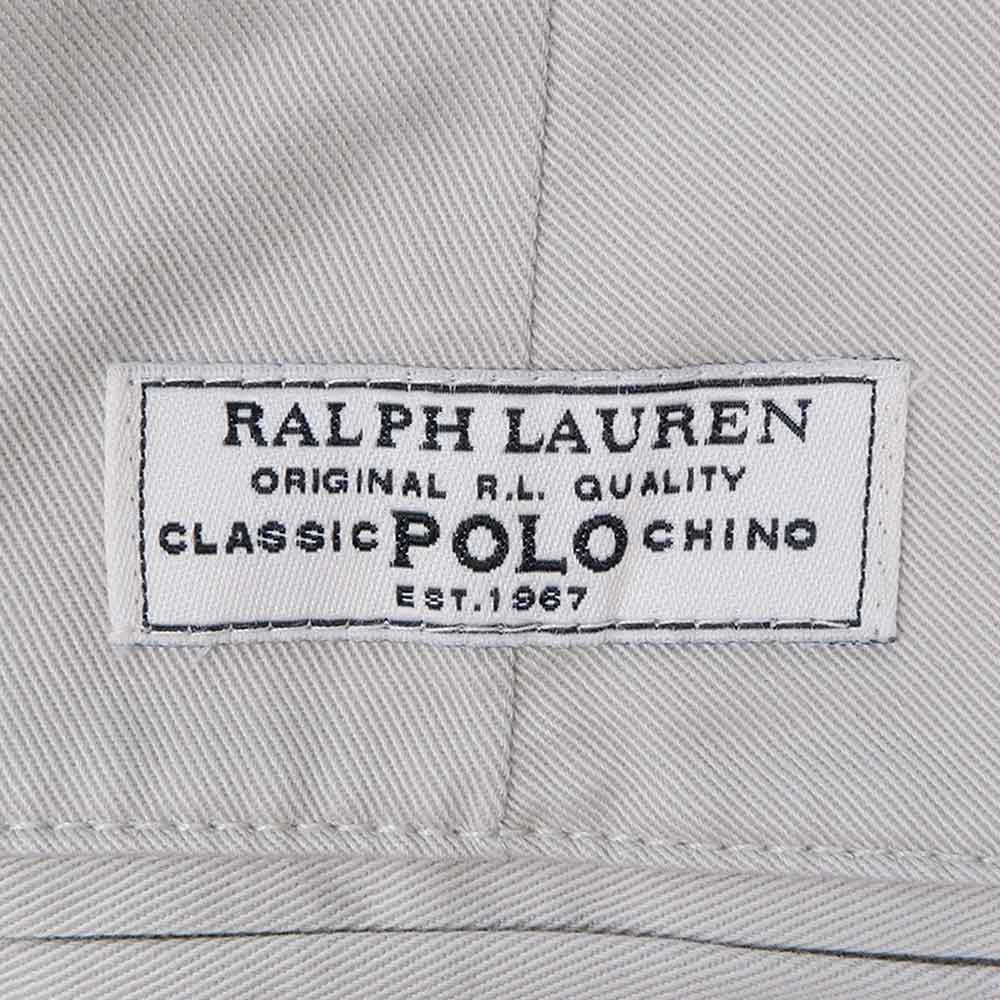 RALPH LAUREN
ORIGINAL R.L. QUALITY
CLASSIC POLO CHINO
EST. 1967